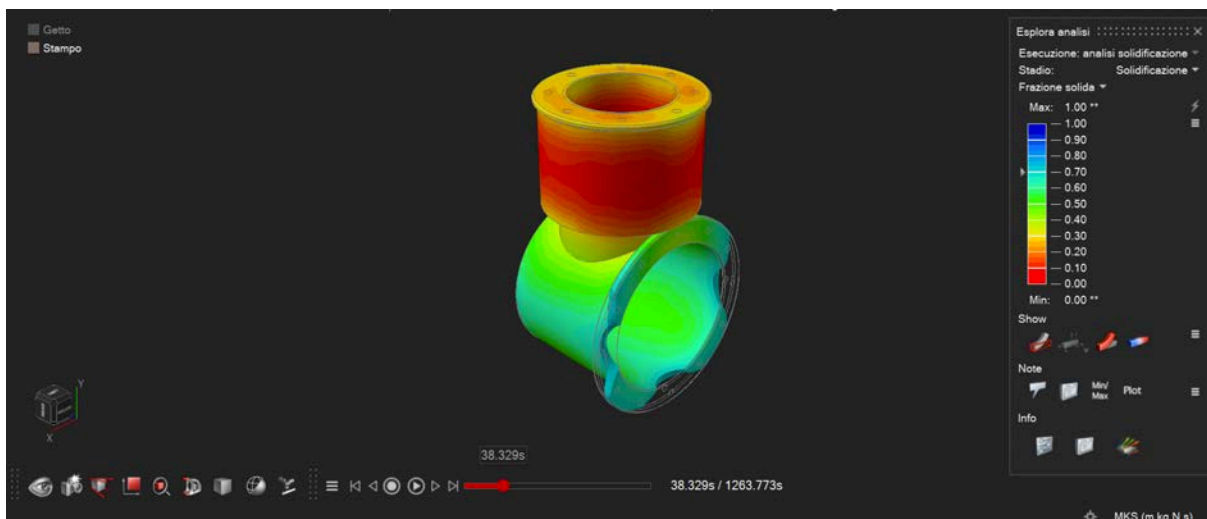 Getto
Stampo
Esplora analisi
Esecuzione: analisi solidificazione
Stadio: Solidificazione
Frazione solida
Max: 1.00 **
1.00
0.90
0.80
0.70
0.60
0.50
0.40
0.30
0.20
0.10
0.00
Min: 0.00 **
Show
Note
Min/
Max
Plot
Info
Y
X
38.329s
38.329s / 1263.773s
MKS (m kg N s)